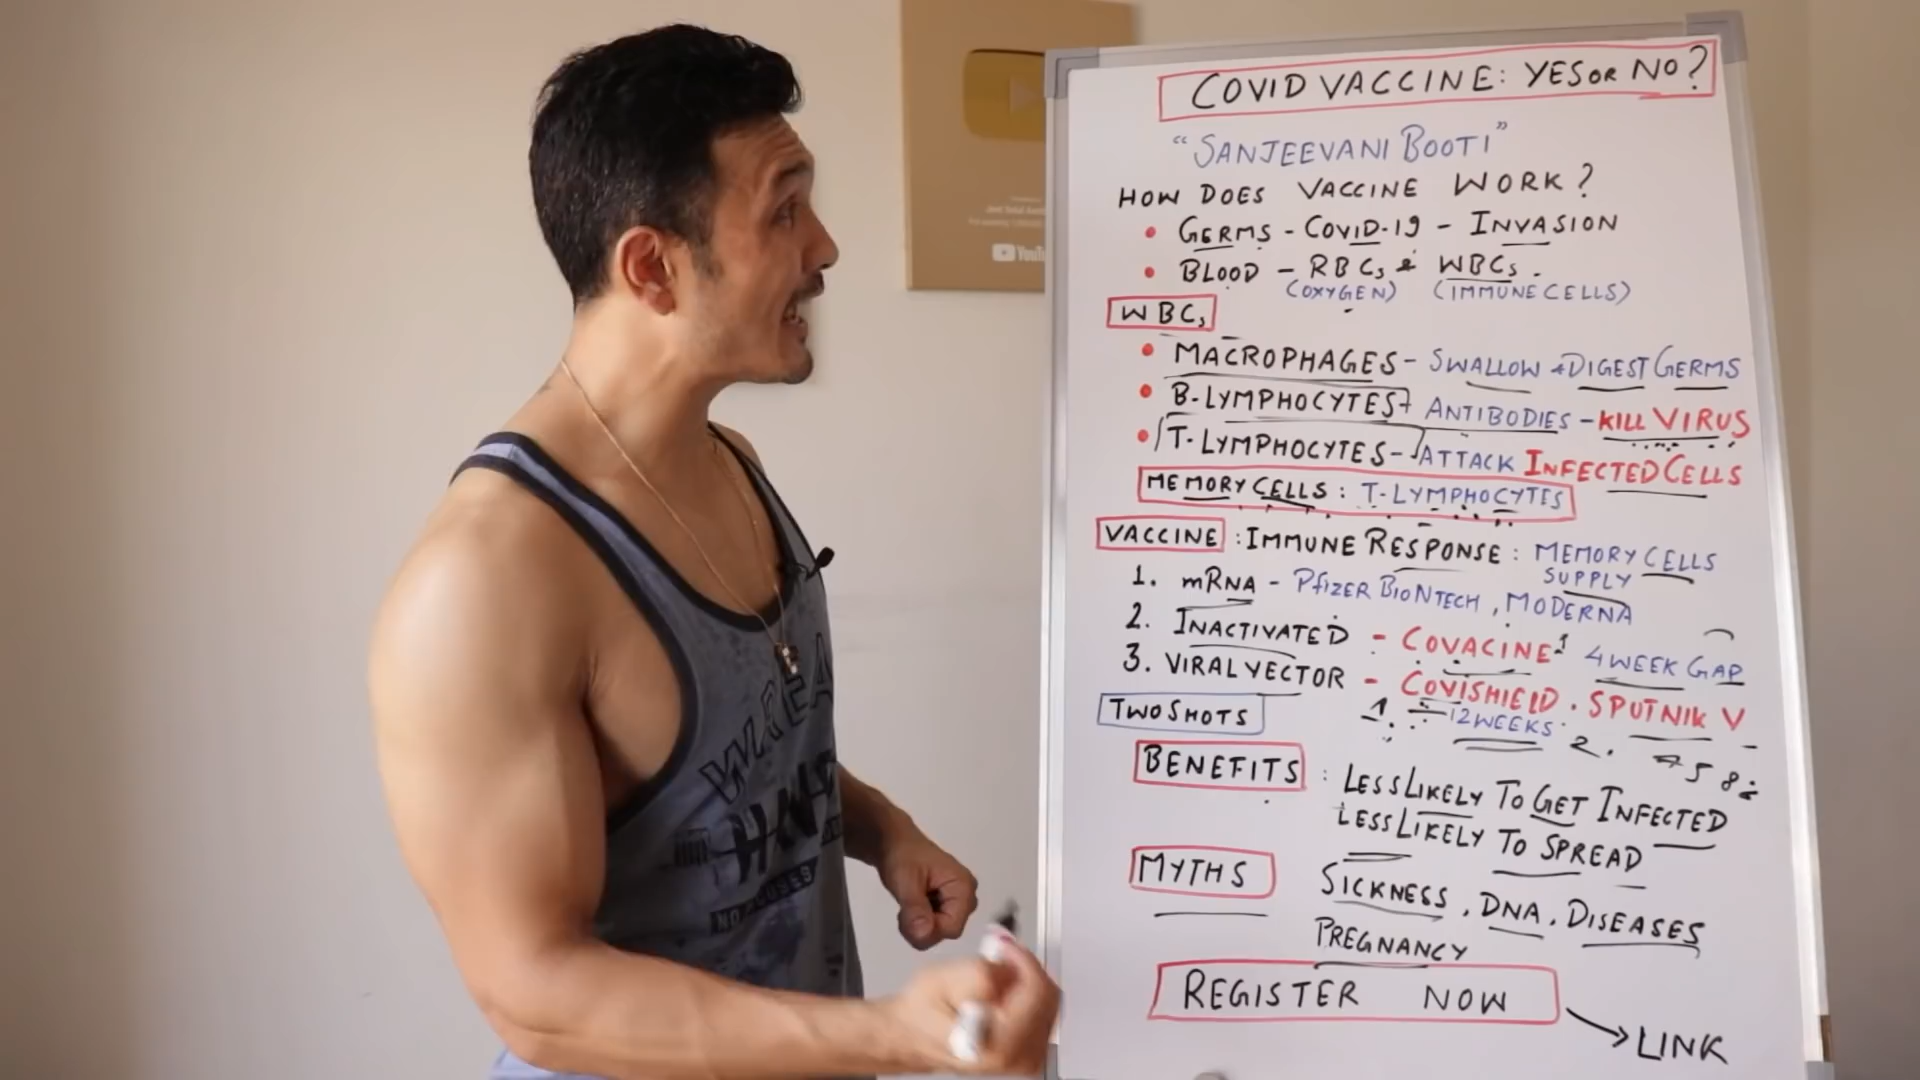 COVID VACCINE: YES OR NO?
"SANJEEVANI BOOTI"
HOW DOES VACCINE WORK?
• GERMS - COVID-19 - INVASION
• BLOOD - RBCs & WBCs.
(OXYGEN) (IMMUNE CELLS)
WBCs
• MACROPHAGES - SWALLOW & DIGEST GERMS
• B-LYMPHOCYTES - ANTIBODIES - KILL VIRUS
• T-LYMPHOCYTES - ATTACK INFECTED CELLS
MEMORY CELLS: T-LYMPHOCYTES
VACCINE : IMMUNE RESPONSE : MEMORY CELLS
SUPPLY
1. mRNA - Pfizer BioNTech, MODERNA
2. INACTIVATED - COVACINE 4 WEEK GAP
3. VIRAL VECTOR - COVISHIELD. SPUTNIK V
TWO SHOTS 1. 12 WEEKS 2.
BENEFITS : LESS LIKELY TO GET INFECTED
LESS LIKELY TO SPREAD
MYTHS SICKNESS, DNA, DISEASES
PREGNANCY
REGISTER NOW
LINK
YouTu